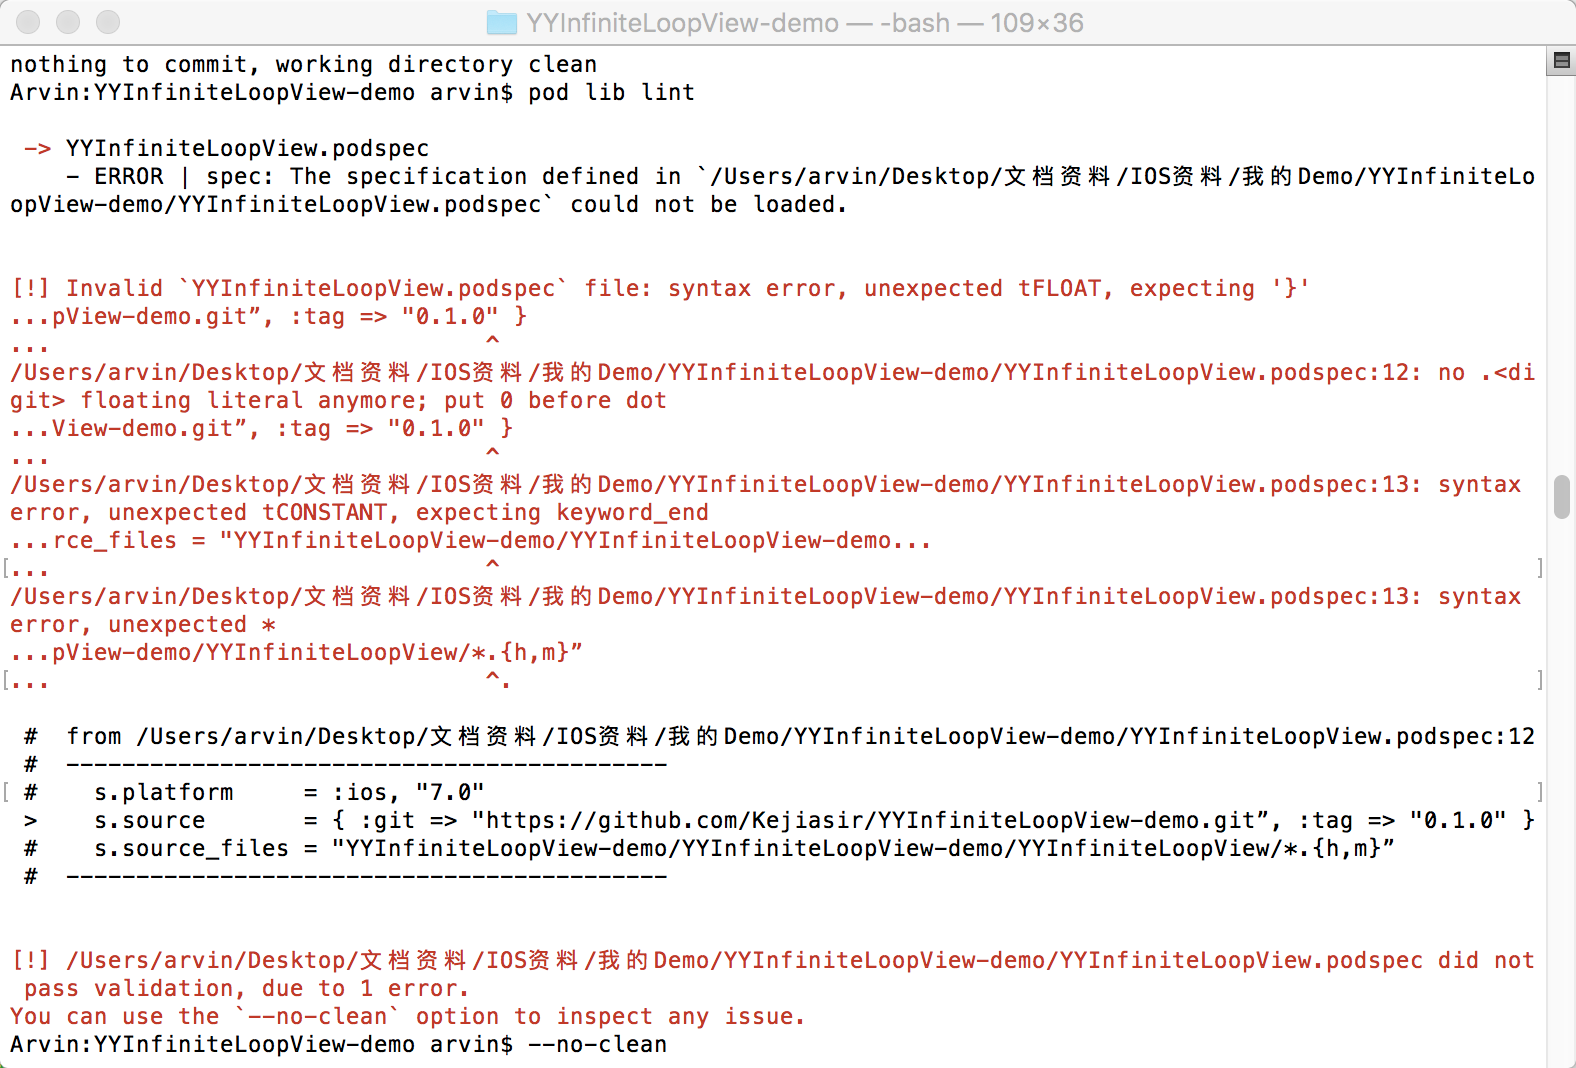 YYInfiniteLoopView-demo — -bash — 109×36
nothing to commit, working directory clean
Arvin:YYInfiniteLoopView-demo arvin$ pod lib lint
-> YYInfiniteLoopView.podspec
- ERROR | spec: The specification defined in `/Users/arvin/Desktop/文档资料/IOS资料/我的Demo/YYInfiniteLo
opView-demo/YYInfiniteLoopView.podspec` could not be loaded.
[!] Invalid `YYInfiniteLoopView.podspec` file: syntax error, unexpected tFLOAT, expecting '}'
...pView-demo.git”, :tag => "0.1.0" }
... ^
/Users/arvin/Desktop/文档资料/IOS资料/我的Demo/YYInfiniteLoopView-demo/YYInfiniteLoopView.podspec:12: no .<di
git> floating literal anymore; put 0 before dot
...View-demo.git”, :tag => "0.1.0" }
... ^
/Users/arvin/Desktop/文档资料/IOS资料/我的Demo/YYInfiniteLoopView-demo/YYInfiniteLoopView.podspec:13: syntax
error, unexpected tCONSTANT, expecting keyword_end
...rce_files = "YYInfiniteLoopView-demo/YYInfiniteLoopView-demo...
[... ^ ]
/Users/arvin/Desktop/文档资料/IOS资料/我的Demo/YYInfiniteLoopView-demo/YYInfiniteLoopView.podspec:13: syntax
error, unexpected *
...pView-demo/YYInfiniteLoopView/*.{h,m}”
[... ^. ]
# from /Users/arvin/Desktop/文档资料/IOS资料/我的Demo/YYInfiniteLoopView-demo/YYInfiniteLoopView.podspec:12
# -------------------------------------------
[ # s.platform = :ios, "7.0" ]
> s.source = { :git => "https://github.com/Kejiasir/YYInfiniteLoopView-demo.git”, :tag => "0.1.0" }
# s.source_files = "YYInfiniteLoopView-demo/YYInfiniteLoopView-demo/YYInfiniteLoopView/*.{h,m}”
# -------------------------------------------
[!] /Users/arvin/Desktop/文档资料/IOS资料/我的Demo/YYInfiniteLoopView-demo/YYInfiniteLoopView.podspec did not
pass validation, due to 1 error.
You can use the `--no-clean` option to inspect any issue.
Arvin:YYInfiniteLoopView-demo arvin$ --no-clean